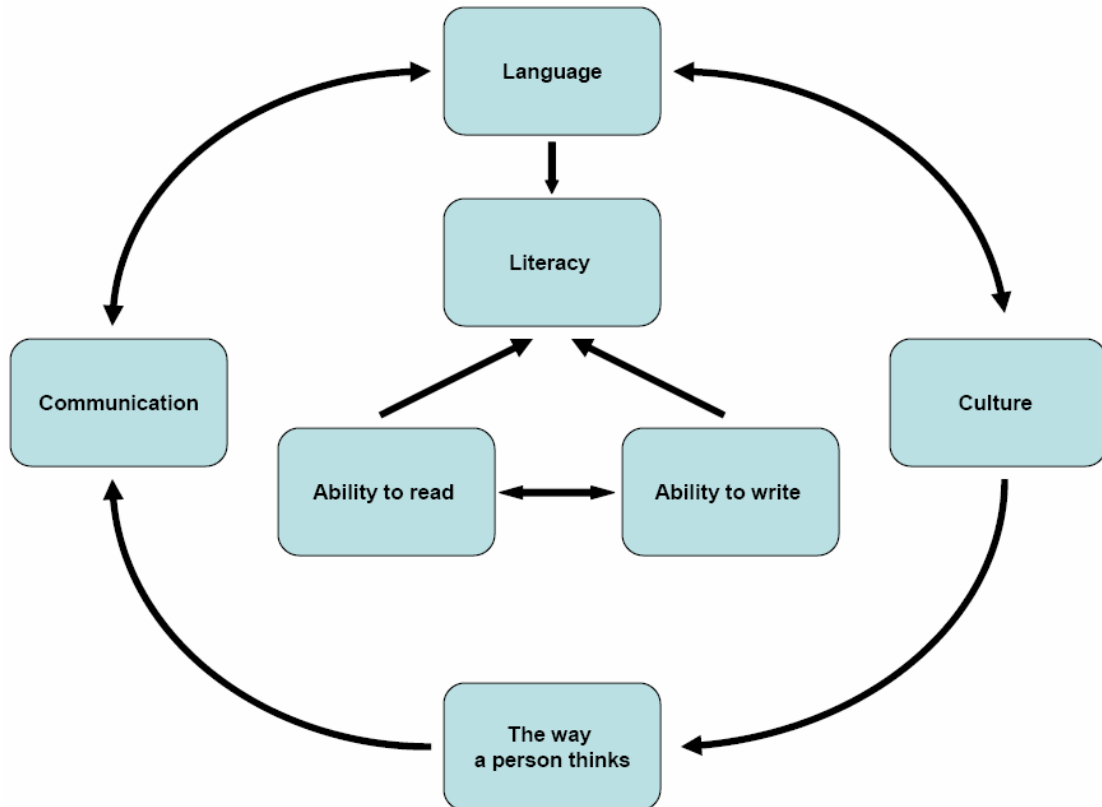 Language
Literacy
Communication
Culture
Ability to read
Ability to write
The way
a person thinks